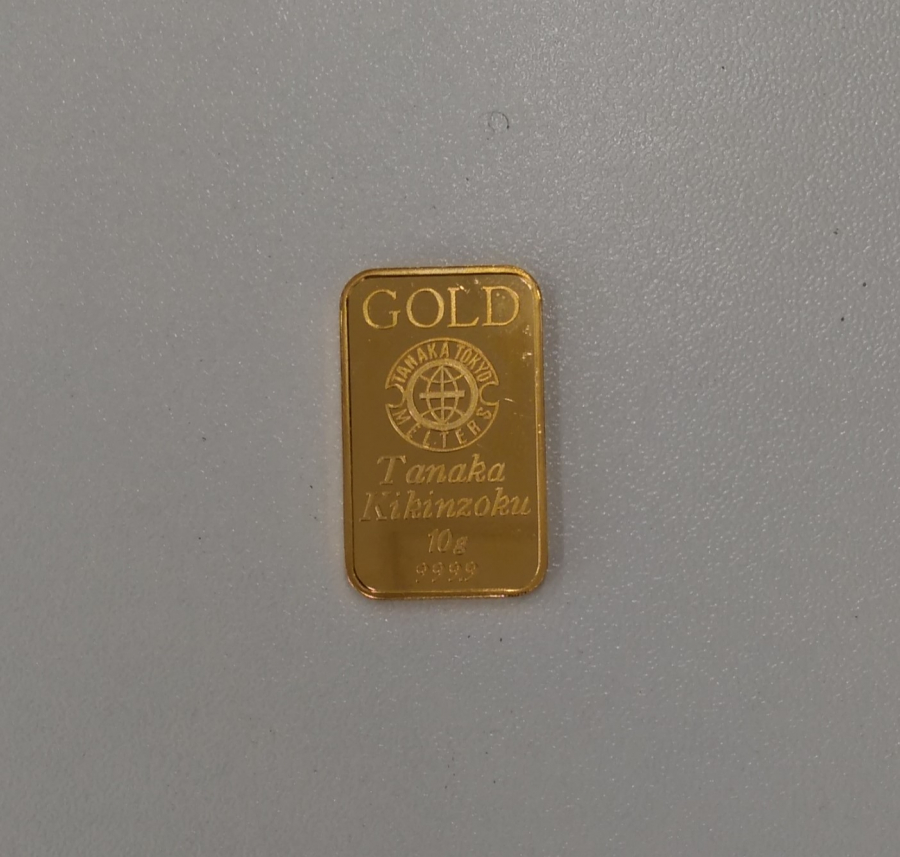 GOLD
TANAKA TOKYO
MELTERS
Tanaka
Kikinzoku
10g
9999